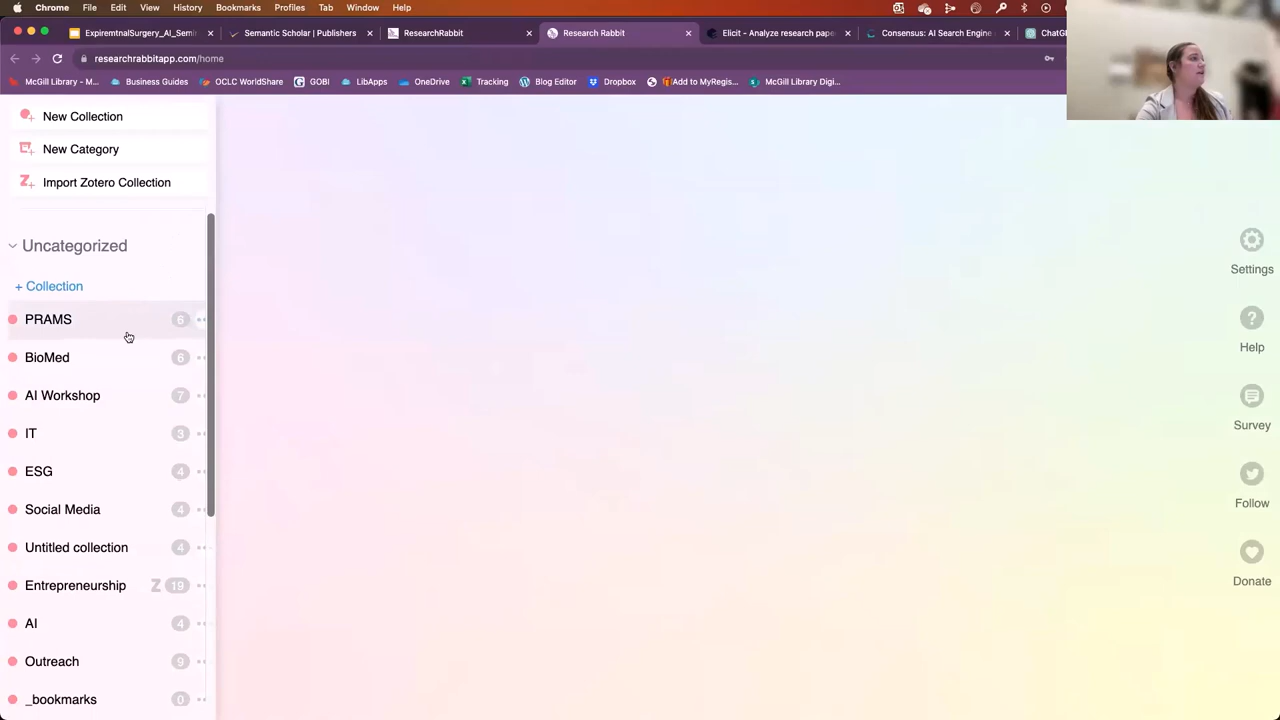 Chrome File Edit View History Bookmarks Profiles Tab Window Help
ExpiremtnalSurgery_AI_Semi × Semantic Scholar | Publishers × ResearchRabbit × Research Rabbit × Elicit - Analyze research pape × Consensus: AI Search Engine × ChatG
researchrabbitapp.com/home
McGill Library - M... Business Guides OCLC WorldShare GOBI LibApps OneDrive Tracking Blog Editor Dropbox Add to MyRegis... McGill Library Digi...
New Collection
New Category
Import Zotero Collection
Uncategorized
+ Collection
PRAMS 6
BioMed 6
AI Workshop 7
IT 3
ESG 4
Social Media 4
Untitled collection 4
Entrepreneurship Z 19
AI 4
Outreach 9
_bookmarks 0
Settings
Help
Survey
Follow
Donate